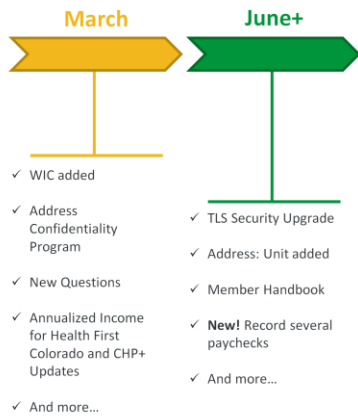 March
✓ WIC added
✓ Address
Confidentiality
Program
✓ New Questions
✓ Annualized Income
for Health First
Colorado and CHP+
Updates
✓ And more…
June+
✓ TLS Security Upgrade
✓ Address: Unit added
✓ Member Handbook
✓ New! Record several
paychecks
✓ And more…